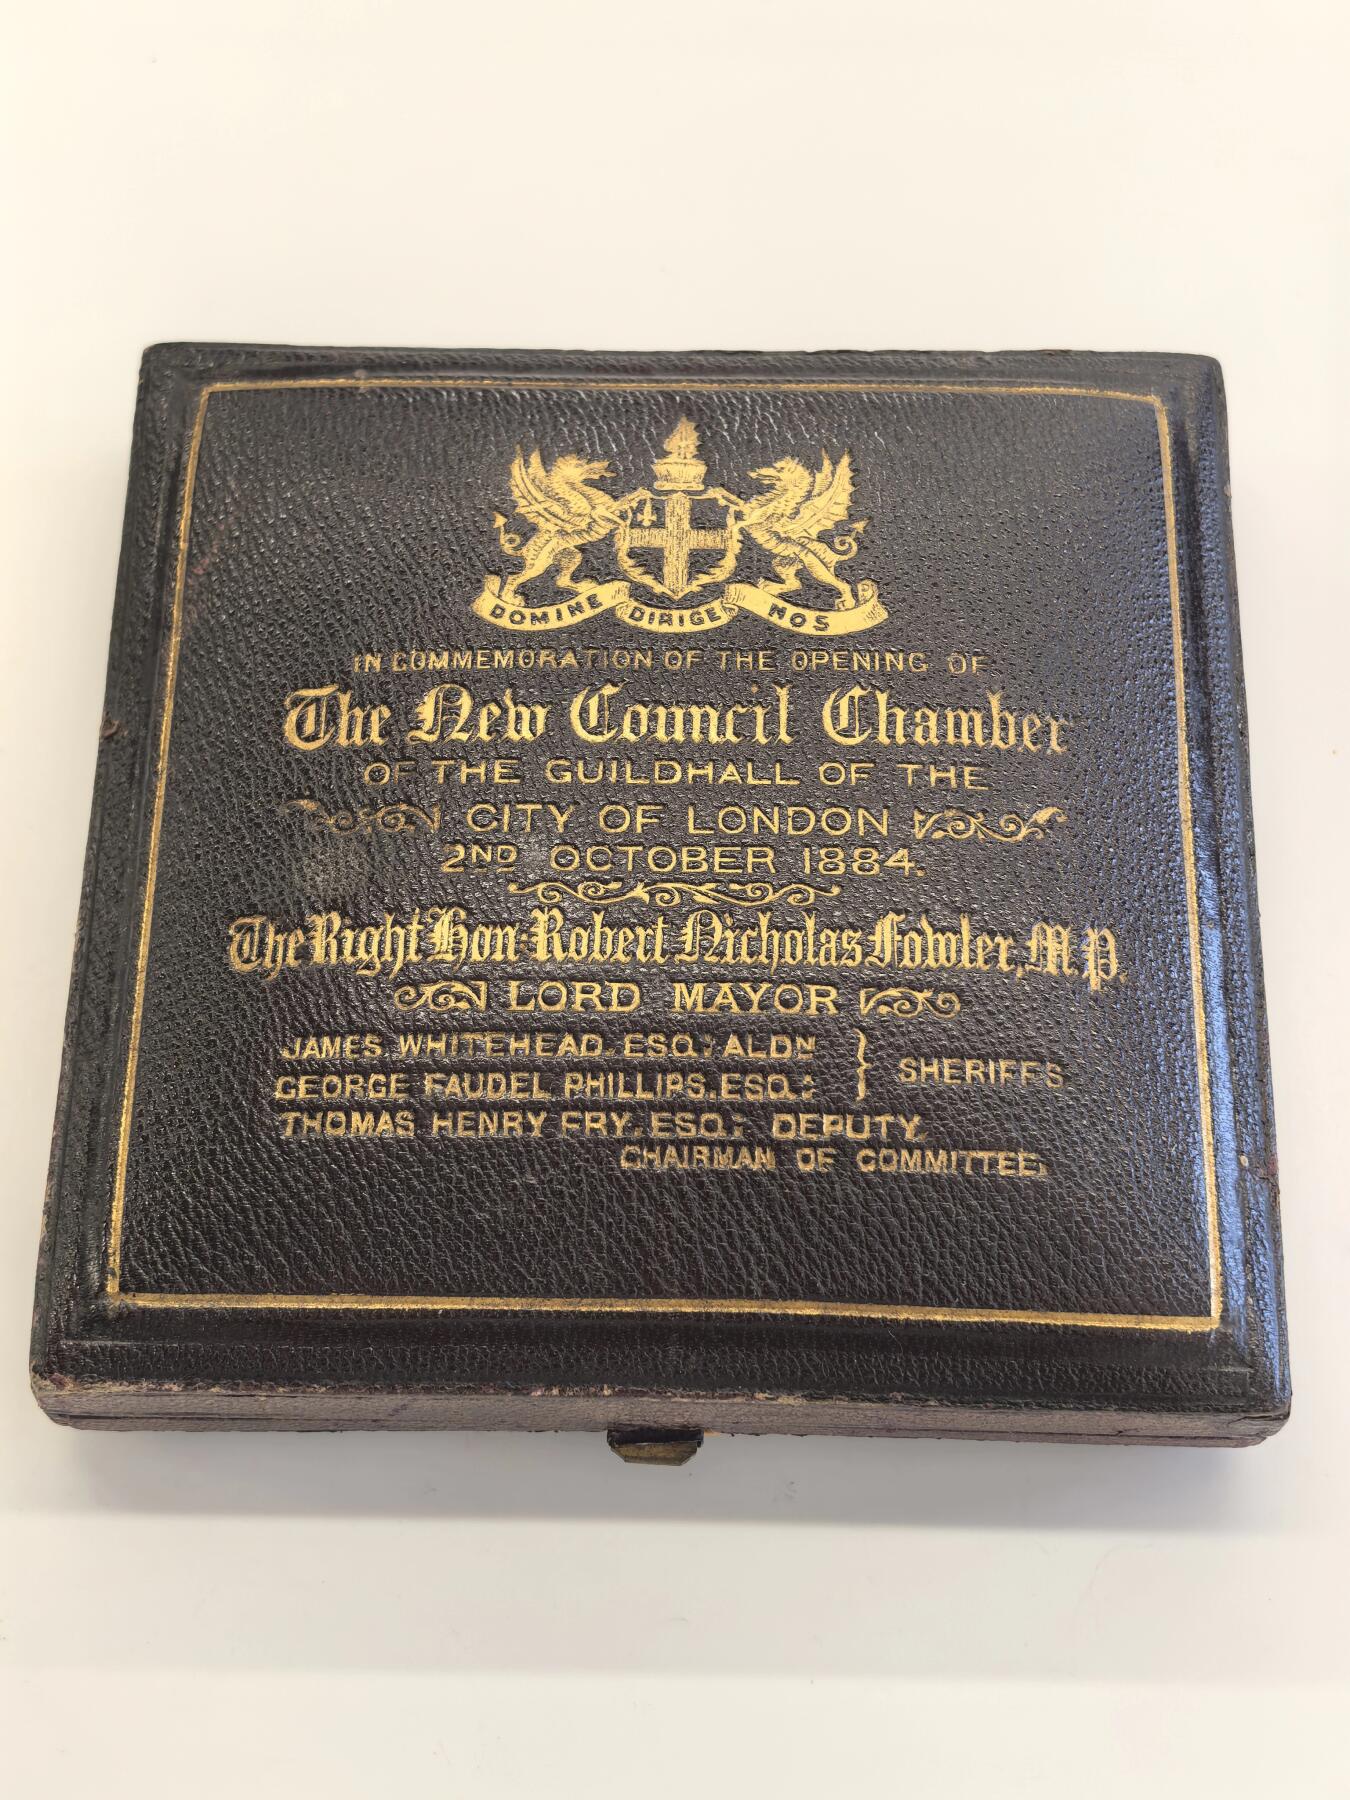 DOMINE DIRIGE NOS
IN COMMEMORATION OF THE OPENING OF
The New Council Chamber
OF THE GUILDHALL OF THE
CITY OF LONDON
2ND OCTOBER 1884.
The Right Hon: Robert Nicholas Fowler, M.P.
LORD MAYOR
JAMES WHITEHEAD. ESQ: ALDN
GEORGE FAUDEL PHILLIPS. ESQ:
SHERIFFS
THOMAS HENRY FRY. ESQ: DEPUTY.
CHAIRMAN OF COMMITTEE.